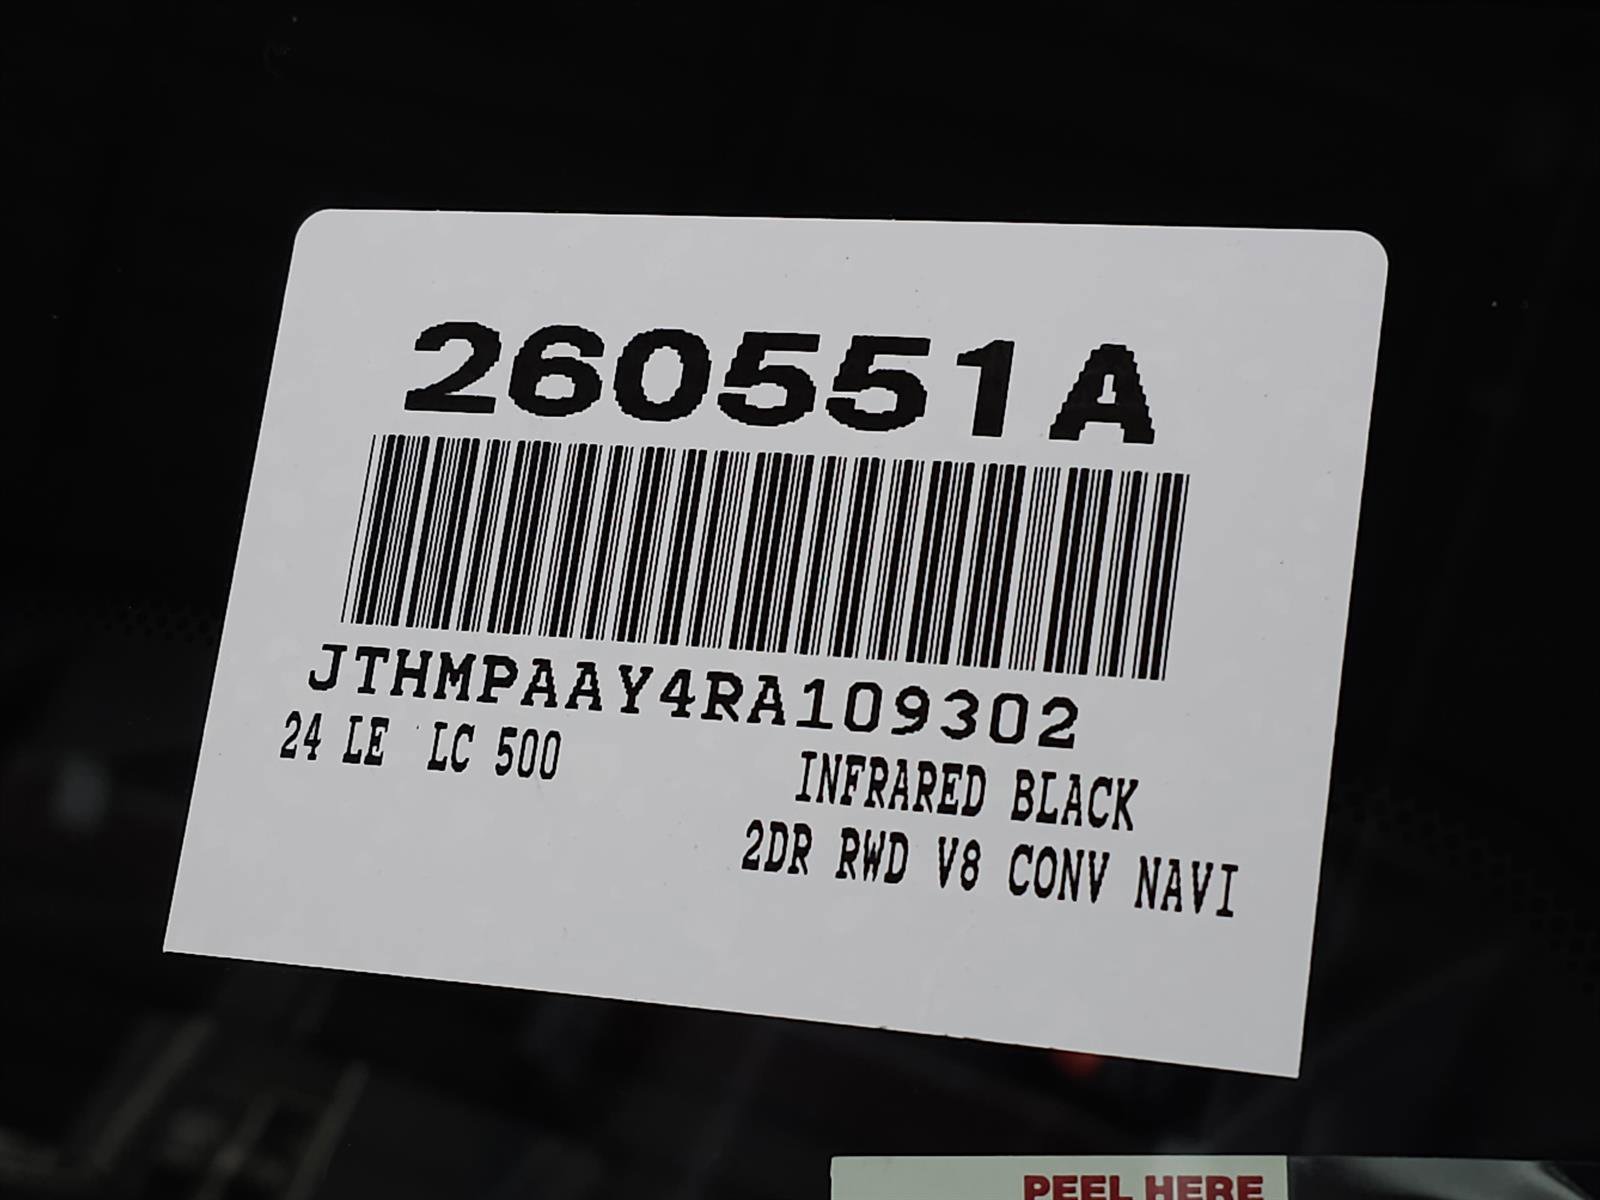 260551A
JTHMPAAY4RA109302
24 LE LC 500
INFRARED BLACK
2DR RWD V8 CONV NAVI
PEEL HERE